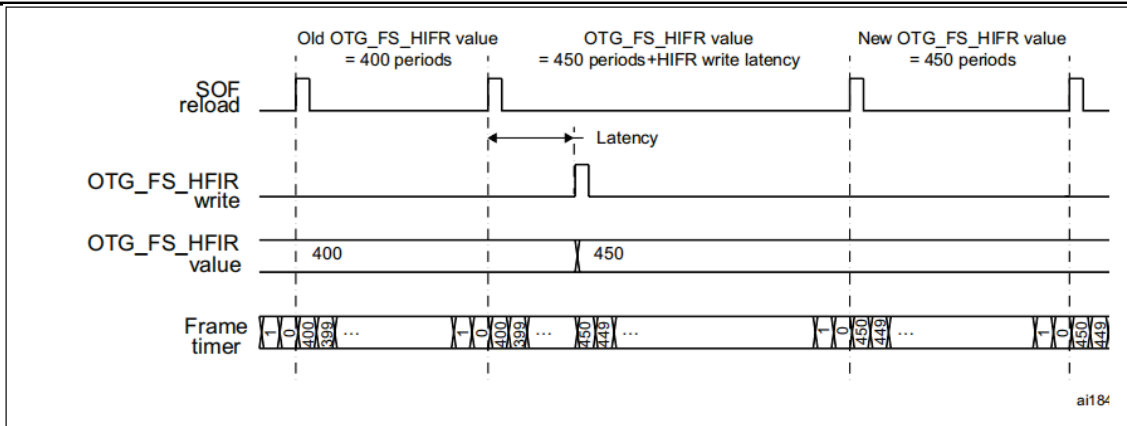 Old OTG_FS_HIFR value
= 400 periods
OTG_FS_HIFR value
= 450 periods+HIFR write latency
New OTG_FS_HIFR value
= 450 periods
SOF
reload
Latency
OTG_FS_HFIR
write
OTG_FS_HFIR
value
400
450
Frame
timer
1 0 400 399 ... 1 0 400 399 ... 450 449 ... 1 0 450 449 ... 1 0 450 449
ai184